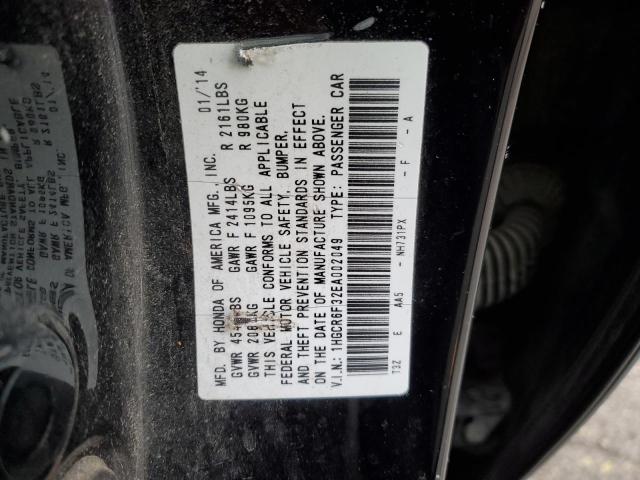 MFD. BY HONDA OF AMERICA MFG., INC. 01/14
GAWR F 2414LBS R 2161LBS
GVWR GAWR F 1095KG R 980KG
THIS VEHICLE CONFORMS TO ALL APPLICABLE
FEDERAL MOTOR VEHICLE SAFETY, BUMPER,
AND THEFT PREVENTION STANDARDS IN EFFECT
ON THE DATE OF MANUFACTURE SHOWN ABOVE.
V.I.N.: 1HGCR6F32EA002049 TYPE: PASSENGER CAR
T3Z E AA5 - NH731PX - F - A